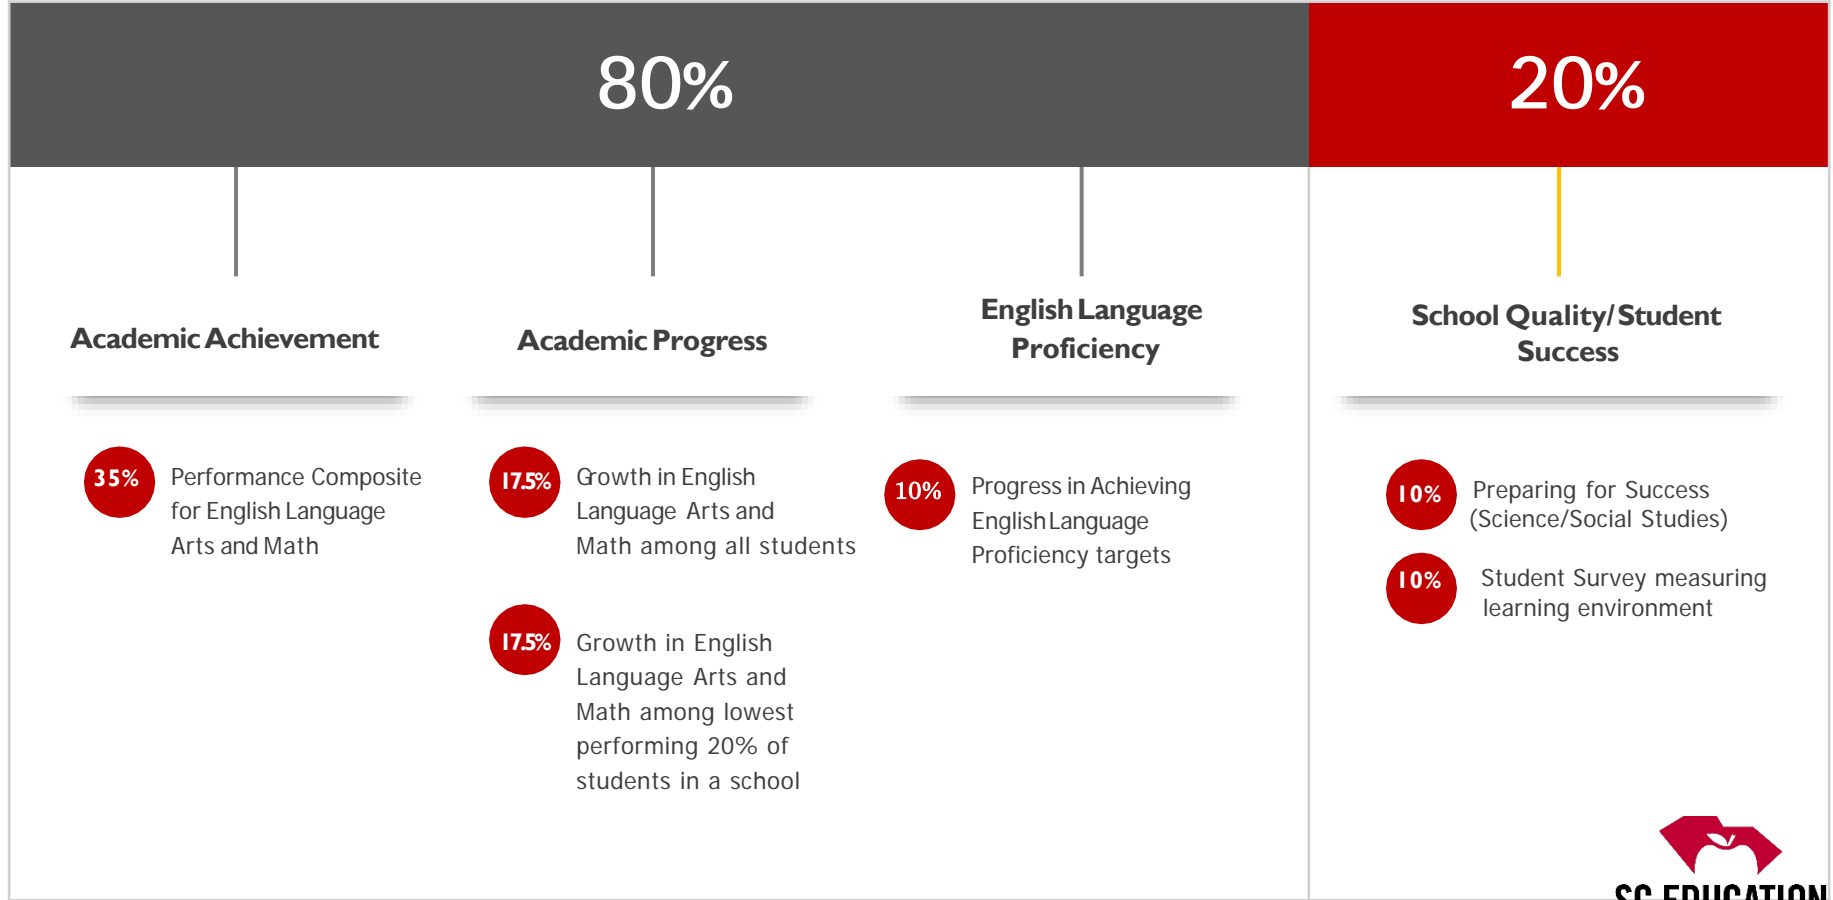 80%
20%
Academic Achievement
35%
Performance Composite
for English Language
Arts and Math
Academic Progress
17.5%
Growth in English
Language Arts and
Math among all students
17.5%
Growth in English
Language Arts and
Math among lowest
performing 20% of
students in a school
English Language
Proficiency
10%
Progress in Achieving
English Language
Proficiency targets
School Quality/Student
Success
10%
Preparing for Success
(Science/Social Studies)
10%
Student Survey measuring
learning environment
SC EDUCATION